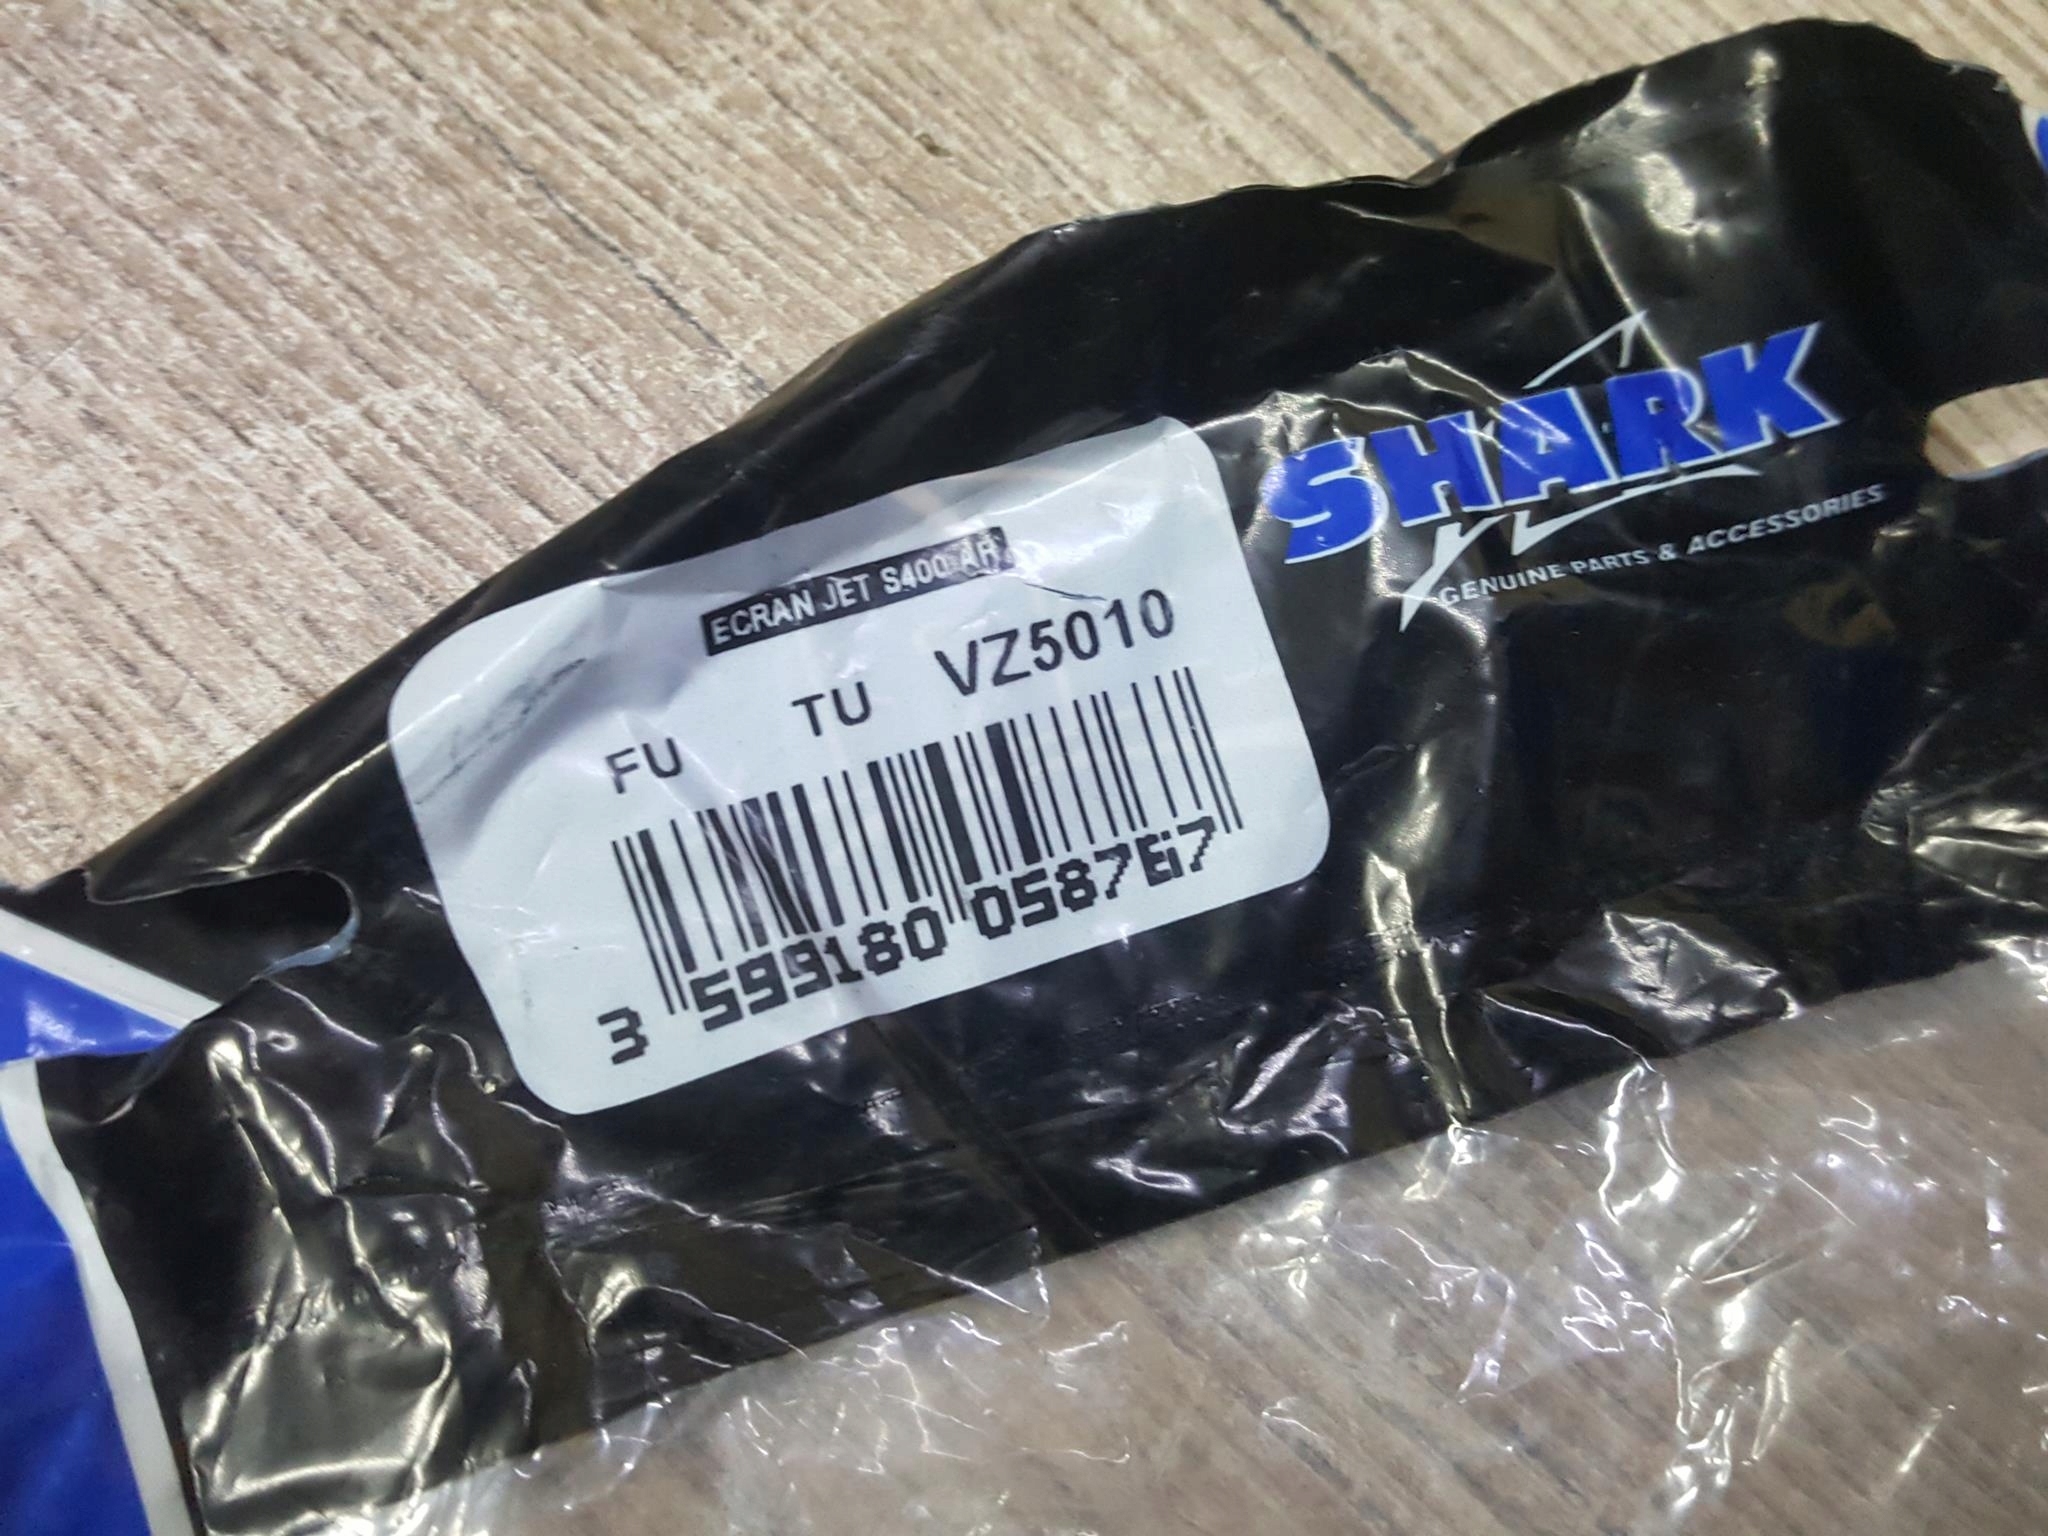 SHARK
GENUINE PARTS & ACCESSORIES
ECRAN JET S400 AR
FU TU VZ5010
3 599180 058767